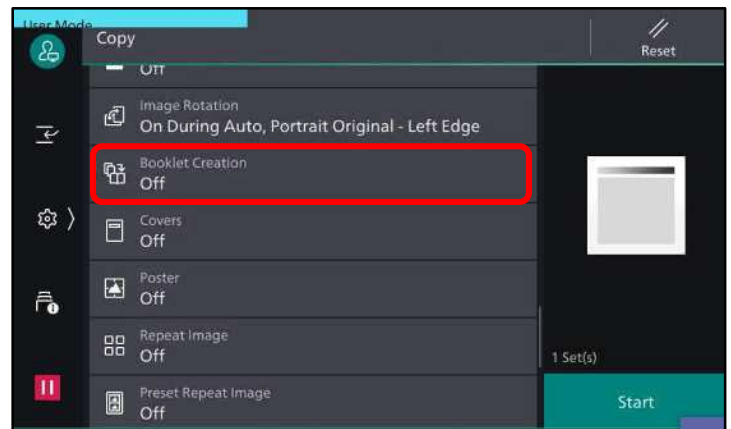 User Mode
Copy
Reset
Off
Image Rotation
On During Auto, Portrait Original - Left Edge
Booklet Creation
Off
Covers
Off
Poster
Off
Repeat Image
Off
1 Set(s)
Preset Repeat Image
Off
Start